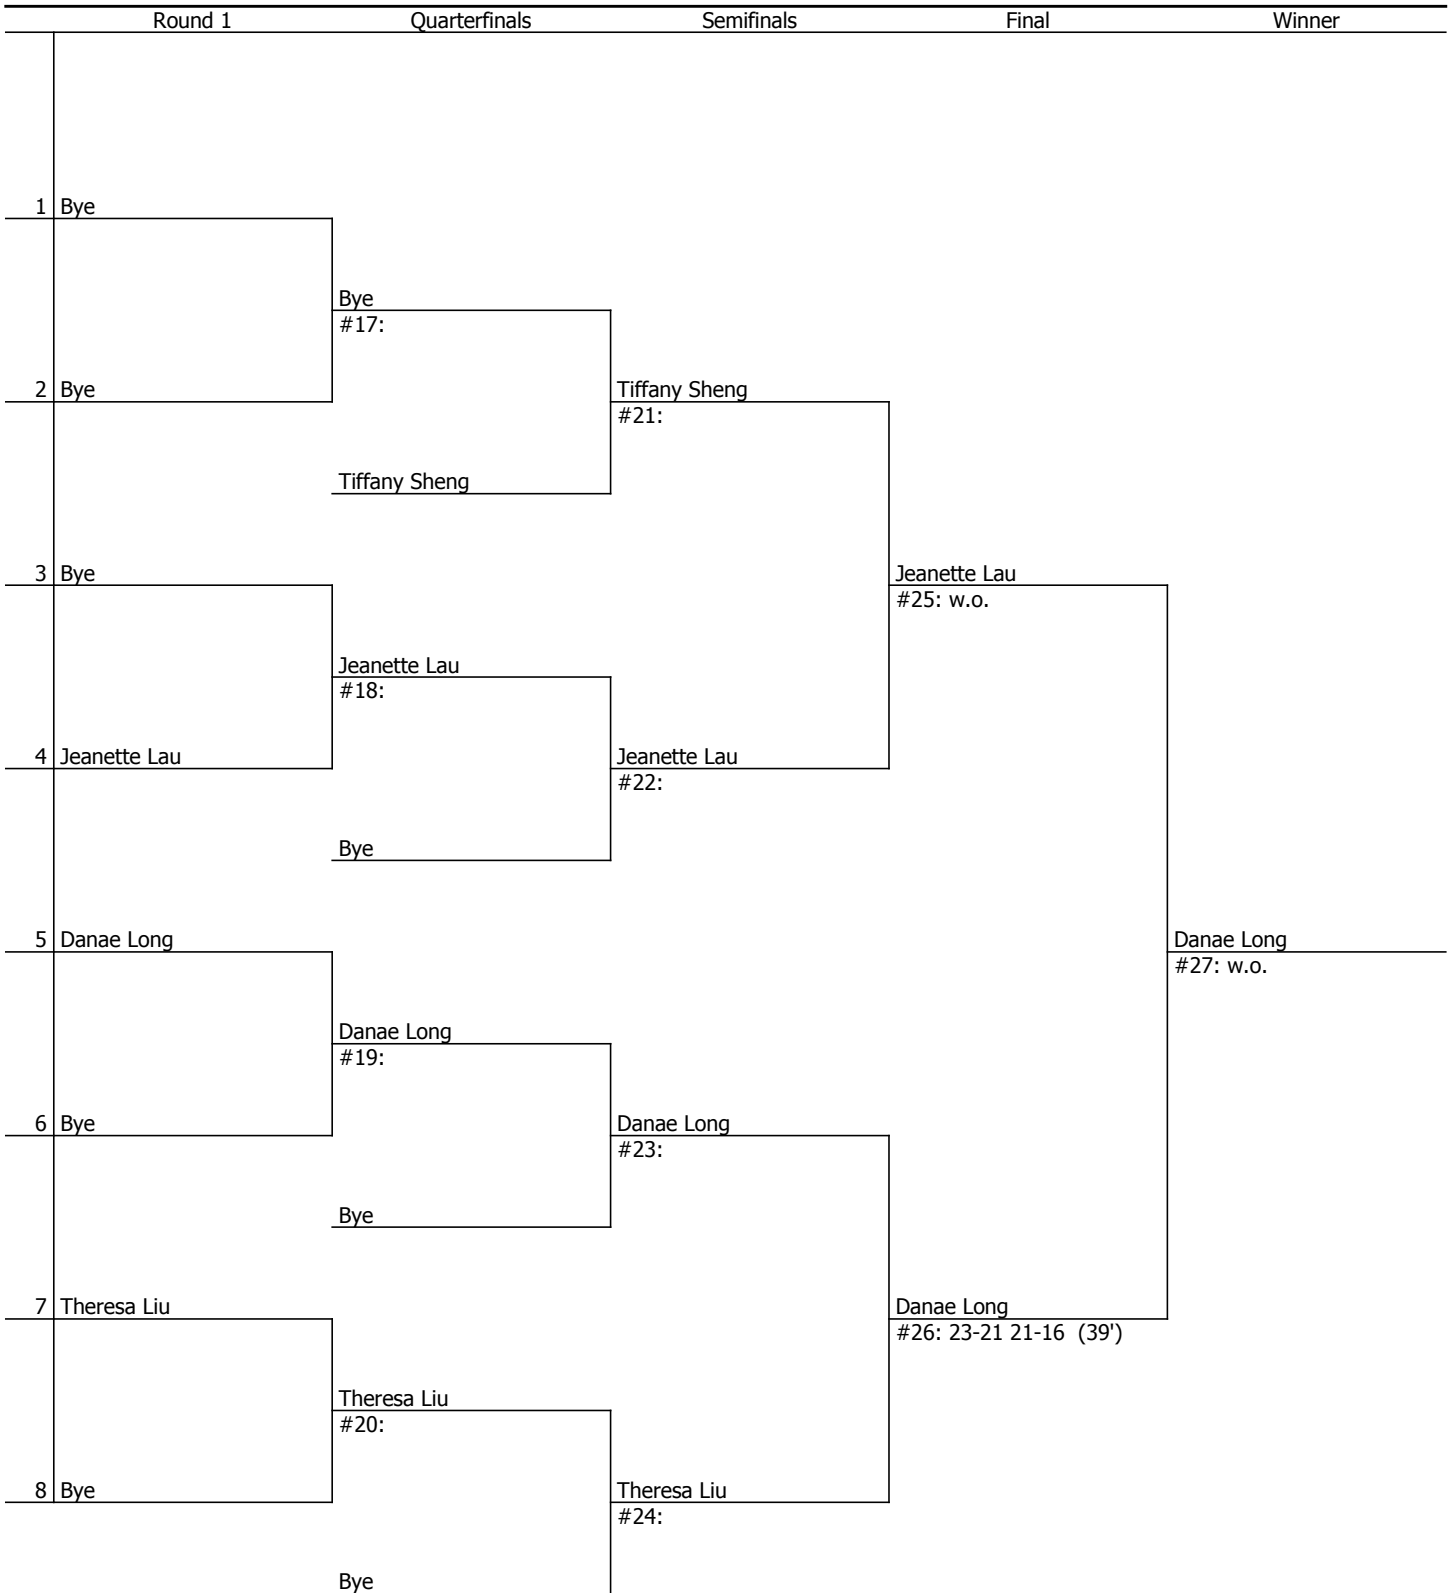 Round 1 Quarterfinals Semifinals Final Winner
1 Bye
Bye
#17:
2 Bye Tiffany Sheng
#21:
Tiffany Sheng
3 Bye Jeanette Lau
#25: w.o.
Jeanette Lau
#18:
4 Jeanette Lau Jeanette Lau
#22:
Bye
5 Danae Long Danae Long
#27: w.o.
Danae Long
#19:
6 Bye Danae Long
#23:
Bye
7 Theresa Liu Danae Long
#26: 23-21 21-16 (39')
Theresa Liu
#20:
8 Bye Theresa Liu
#24:
Bye